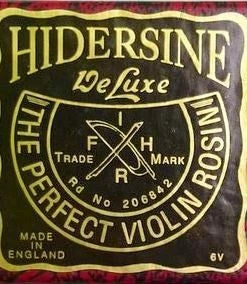 HIDERSINE
DeLuxe
I
F H
R
TRADE MARK
Rd No 206842
THE PERFECT VIOLIN ROSIN
MADE
IN
ENGLAND
6V